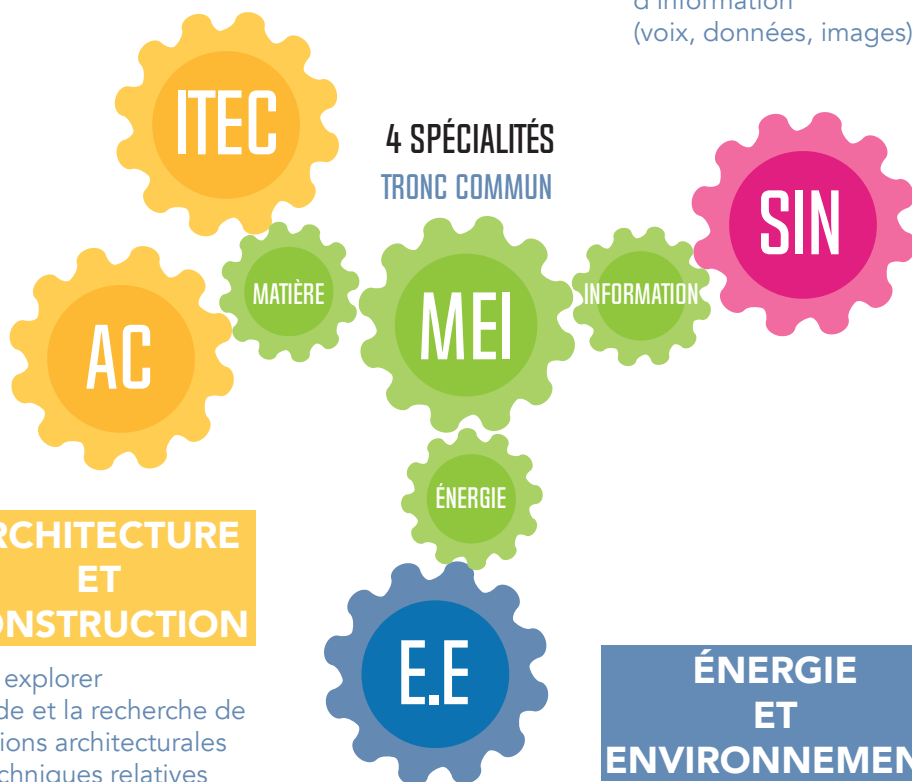 d'information
(voix, données, images)
ITEC
4 SPÉCIALITÉS
TRONC COMMUN
SIN
MATIÈRE
MEI
INFORMATION
AC
ÉNERGIE
RCHITECTURE
ET
ONSTRUCTION
E.E
explorer
de et la recherche de
ions architecturales
chniques relatives
ÉNERGIE
ET
ENVIRONNEMEN